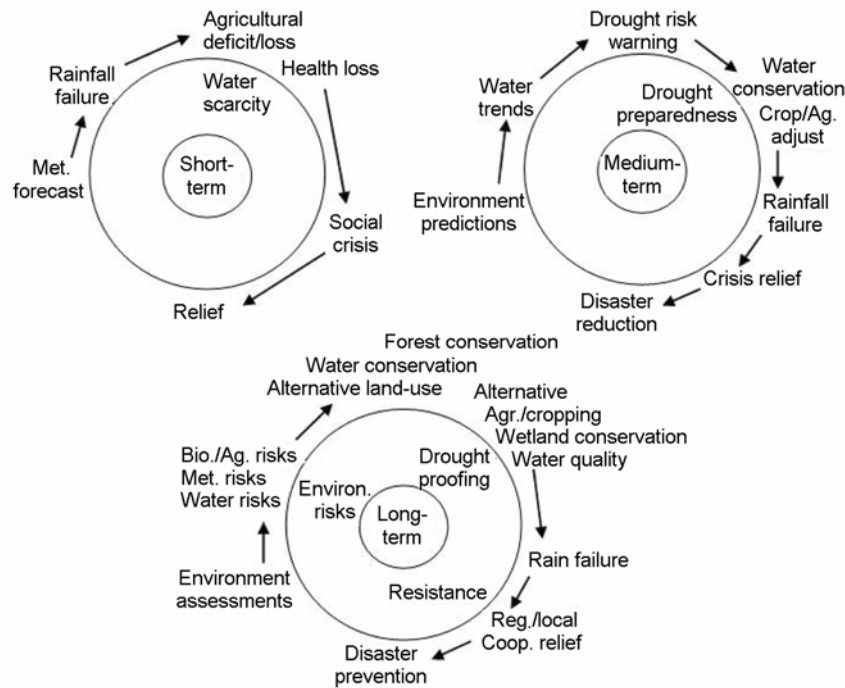 Agricultural
deficit/loss
Rainfall
failure
Water
scarcity
Health loss
Met.
forecast
Short-
term
Social
crisis
Relief
Drought risk
warning
Water
trends
Drought
preparedness
Water
conservation
Crop/Ag.
adjust
Environment
predictions
Medium-
term
Rainfall
failure
Crisis relief
Disaster
reduction
Forest conservation
Water conservation
Alternative land-use
Alternative
Agr./cropping
Wetland conservation
Water quality
Bio./Ag. risks
Met. risks
Water risks
Environ.
risks
Drought
proofing
Long-
term
Environment
assessments
Rain failure
Resistance
Reg./local
Coop. relief
Disaster
prevention